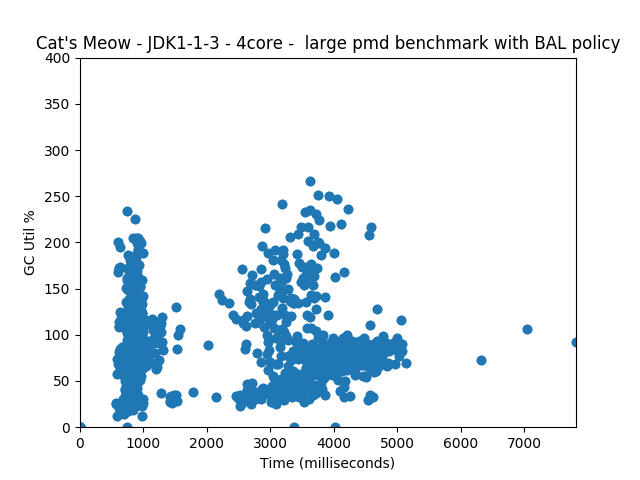 Cat's Meow - JDK1-1-3 - 4core -  large pmd benchmark with BAL policy
400
350
300
250
200
150
100
50
0
GC Util %
0 1000 2000 3000 4000 5000 6000 7000
Time (milliseconds)